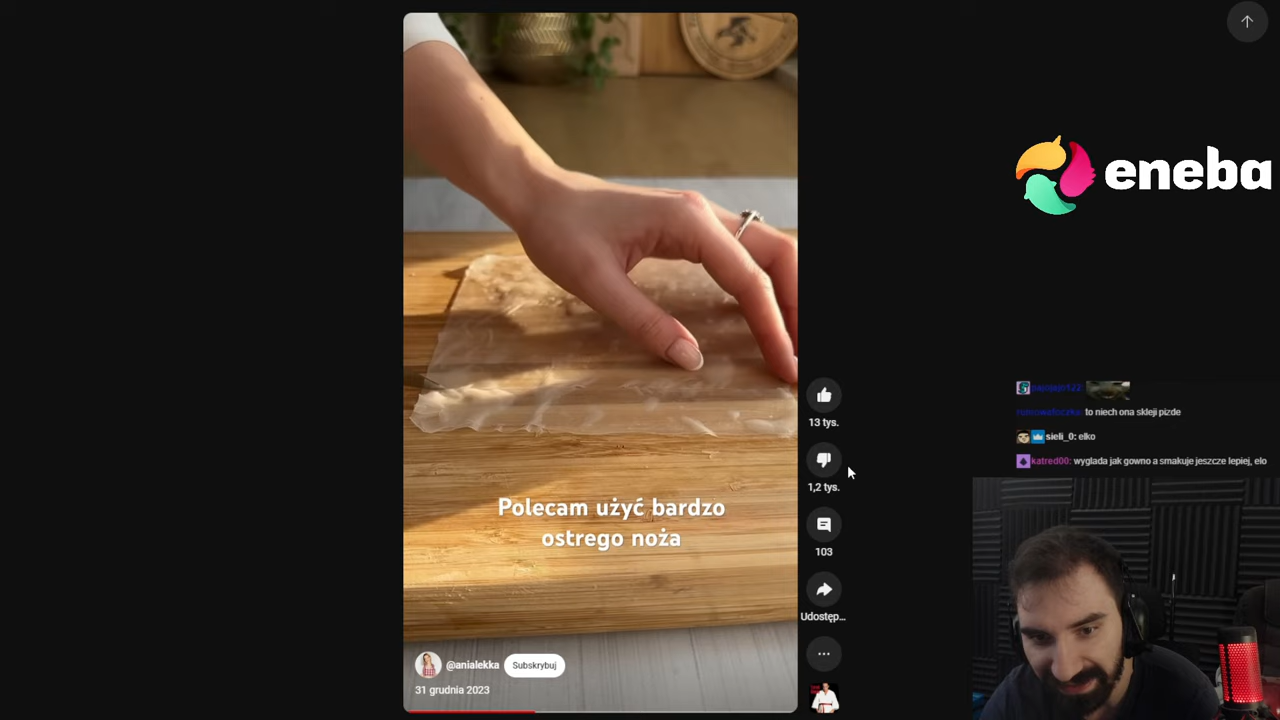 eneba
to niech ona skleji pizde
sieli_0: elko
katred00: wyglada jak gowno a smakuje jeszcze lepiej, elo
13 tys.
1,2 tys.
103
Udostęp...
Polecam użyć bardzo
ostrego noża
@anialekka
Subskrybuj
31 grudnia 2023